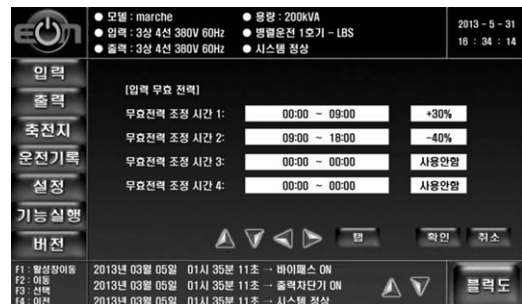 EON
● 모델 : marche
● 용량 : 200kVA
● 입력 : 3상 4선 380V 60Hz
● 병렬운전 1호기 - LBS
● 출력 : 3상 4선 380V 60Hz
● 시스템 정상
2013 - 5 - 31
16 : 34 : 14
입력
출력
축전지
운전기록
설정
기능실행
버전
[입력 무효 전력]
무효전력 조정 시간 1: 00:00 ~ 09:00 +30%
무효전력 조정 시간 2: 09:00 ~ 18:00 -40%
무효전력 조정 시간 3: 00:00 ~ 00:00 사용안함
무효전력 조정 시간 4: 00:00 ~ 00:00 사용안함
탭 확인 취소
F1 : 활성창이동
F2 : 이동
F3 : 선택
F4 : 이전
2013년 03월 05일 01시 35분 11초 → 바이패스 ON
2013년 03월 05일 01시 35분 11초 → 출력차단기 ON
2013년 03월 05일 01시 35분 11초 → 시스템 정상
블럭도